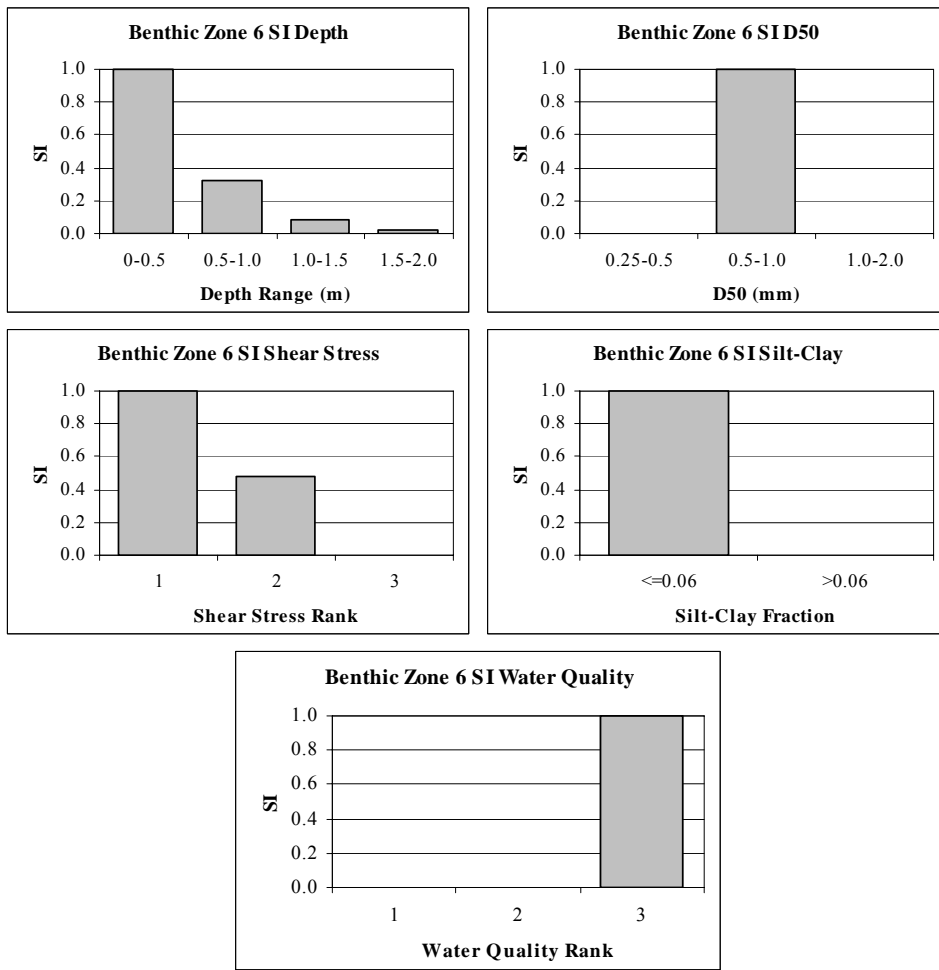 Benthic Zone 6 SI Depth
1.0
0.8
0.6
0.4
0.2
0.0
SI
0-0.5 0.5-1.0 1.0-1.5 1.5-2.0
Depth Range (m)
Benthic Zone 6 SI D50
1.0
0.8
0.6
0.4
0.2
0.0
SI
0.25-0.5 0.5-1.0 1.0-2.0
D50 (mm)
Benthic Zone 6 SI Shear Stress
1.0
0.8
0.6
0.4
0.2
0.0
SI
1 2 3
Shear Stress Rank
Benthic Zone 6 SI Silt-Clay
1.0
0.8
0.6
0.4
0.2
0.0
SI
<=0.06 >0.06
Silt-Clay Fraction
Benthic Zone 6 SI Water Quality
1.0
0.8
0.6
0.4
0.2
0.0
SI
1 2 3
Water Quality Rank